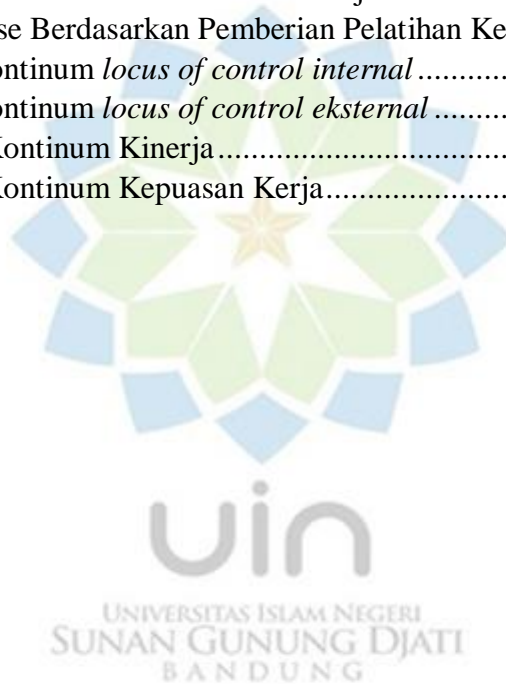 se Berdasarkan Pemberian Pelatihan Ke
ontinum locus of control internal...........
ontinum locus of control eksternal.........
Kontinum Kinerja....................................
Kontinum Kepuasan Kerja.....................
uin
UNIVERSITAS ISLAM NEGERI
SUNAN GUNUNG DJATI
BANDUNG